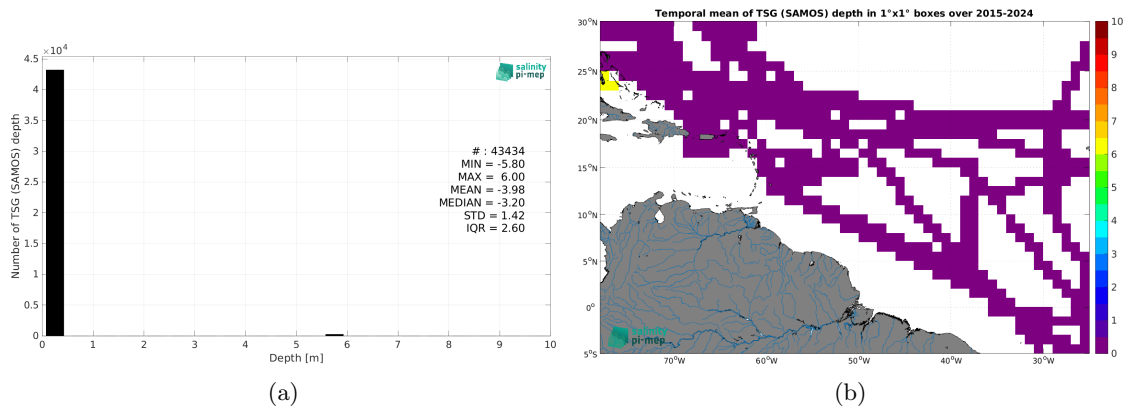 ×10⁴
4.5
4
3.5
3
2.5
2
1.5
1
0.5
0
Number of TSG (SAMOS) depth
salinity
pi-mep
# : 43434
MIN = -5.80
MAX = 6.00
MEAN = -3.98
MEDIAN = -3.20
STD = 1.42
IQR = 2.60
0 1 2 3 4 5 6 7 8 9 10
Depth [m]
(a)
Temporal mean of TSG (SAMOS) depth in 1°x1° boxes over 2015-2024
30°N
25°N
20°N
15°N
10°N
5°N
0°
5°S
70°W 60°W 50°W 40°W 30°W
salinity
pi-mep
10
9
8
7
6
5
4
3
2
1
0
(b)